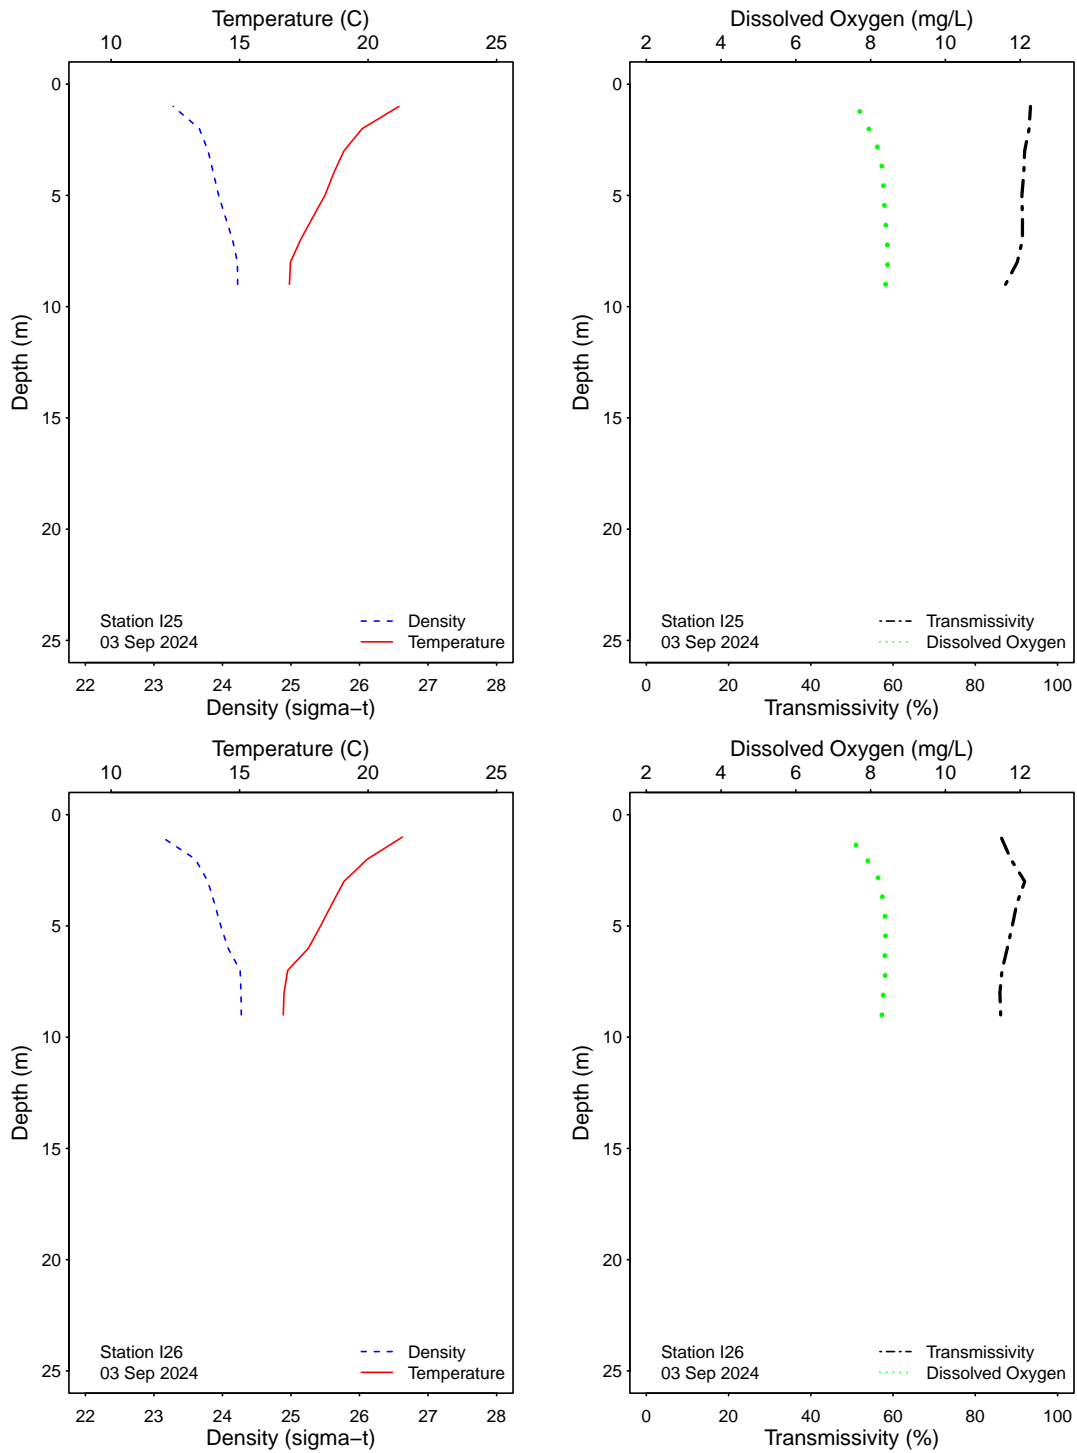 Temperature (C)
10 15 20 25
0
5
10
15
20
25
Depth (m)
Station I25
03 Sep 2024
Density
Temperature
22 23 24 25 26 27 28
Density (sigma−t)
Dissolved Oxygen (mg/L)
2 4 6 8 10 12
0
5
10
15
20
25
Depth (m)
Station I25
03 Sep 2024
Transmissivity
Dissolved Oxygen
0 20 40 60 80 100
Transmissivity (%)
Temperature (C)
10 15 20 25
0
5
10
15
20
25
Depth (m)
Station I26
03 Sep 2024
Density
Temperature
22 23 24 25 26 27 28
Density (sigma−t)
Dissolved Oxygen (mg/L)
2 4 6 8 10 12
0
5
10
15
20
25
Depth (m)
Station I26
03 Sep 2024
Transmissivity
Dissolved Oxygen
0 20 40 60 80 100
Transmissivity (%)